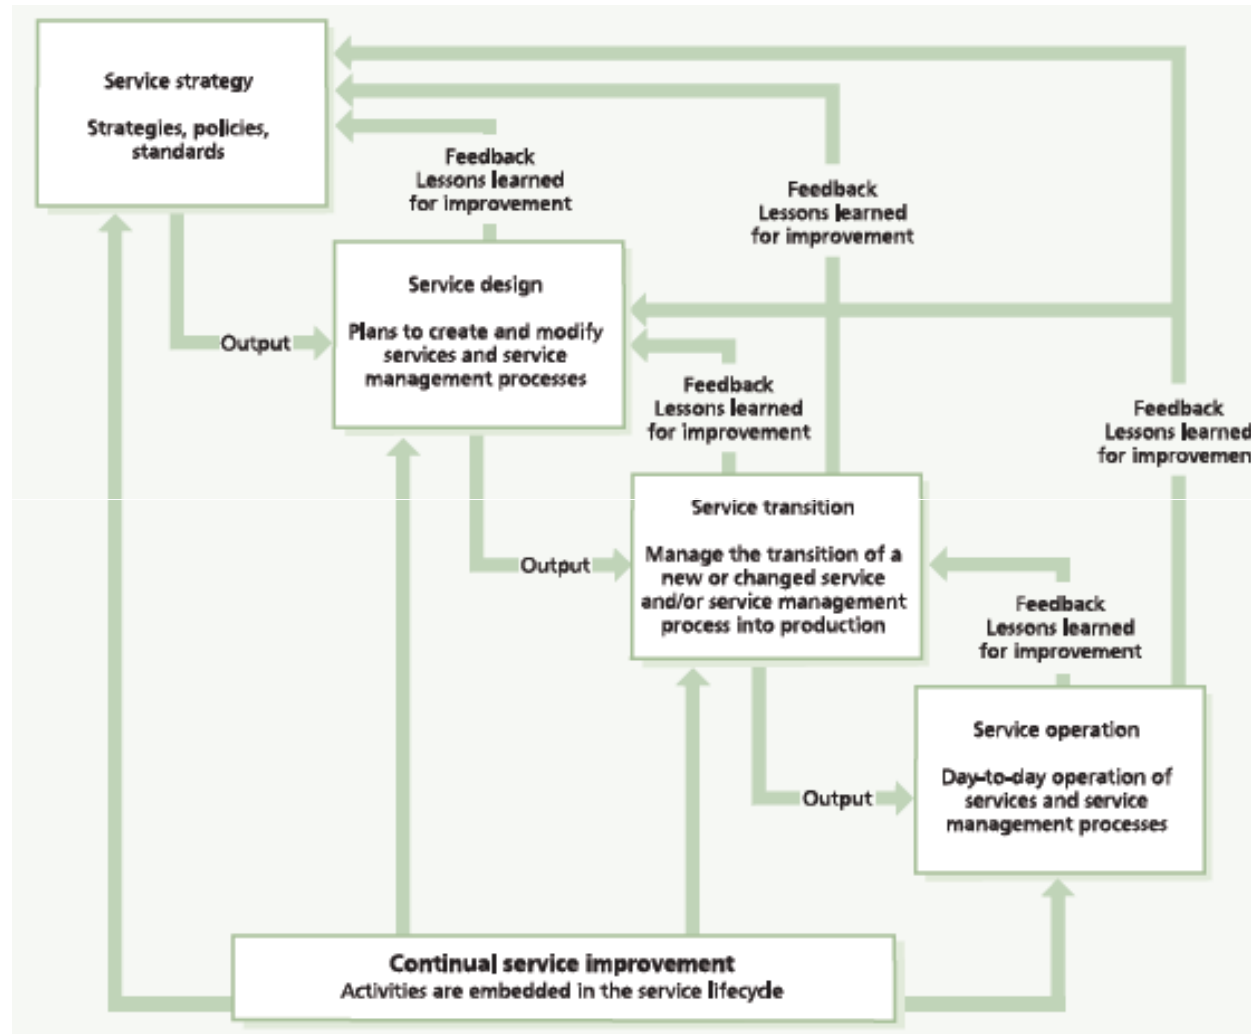 Service strategy
Strategies, policies,
standards
Feedback
Lessons learned
for improvement
Feedback
Lessons learned
for improvement
Service design
Plans to create and modify
services and service
management processes
Output
Feedback
Lessons learned
for improvement
Feedback
Lessons learned
for improvemen
Service transition
Manage the transition of a
new or changed service
and/or service management
process into production
Output
Feedback
Lessons learned
for improvement
Service operation
Day-to-day operation of
services and service
management processes
Output
Continual service improvement
Activities are embedded in the service lifecycle